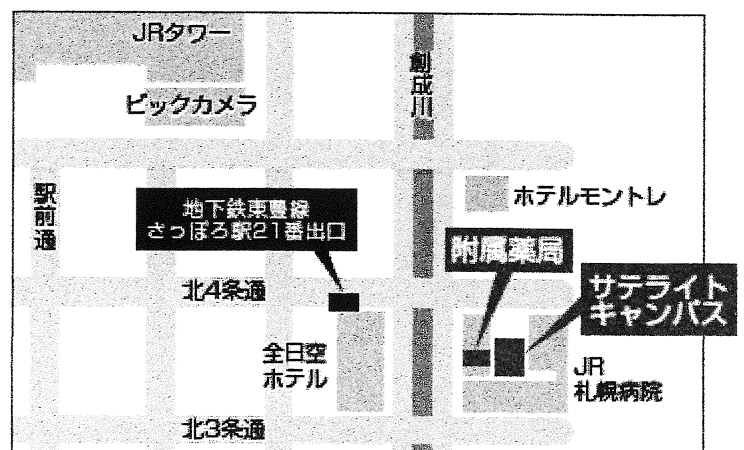 JRタワー
ビックカメラ
創成川
駅前通
地下鉄東豊線
さっぽろ駅21番出口
ホテルモントレ
附属薬局
サテライト
キャンパス
北4条通
全日空
ホテル
JR
札幌病院
北3条通